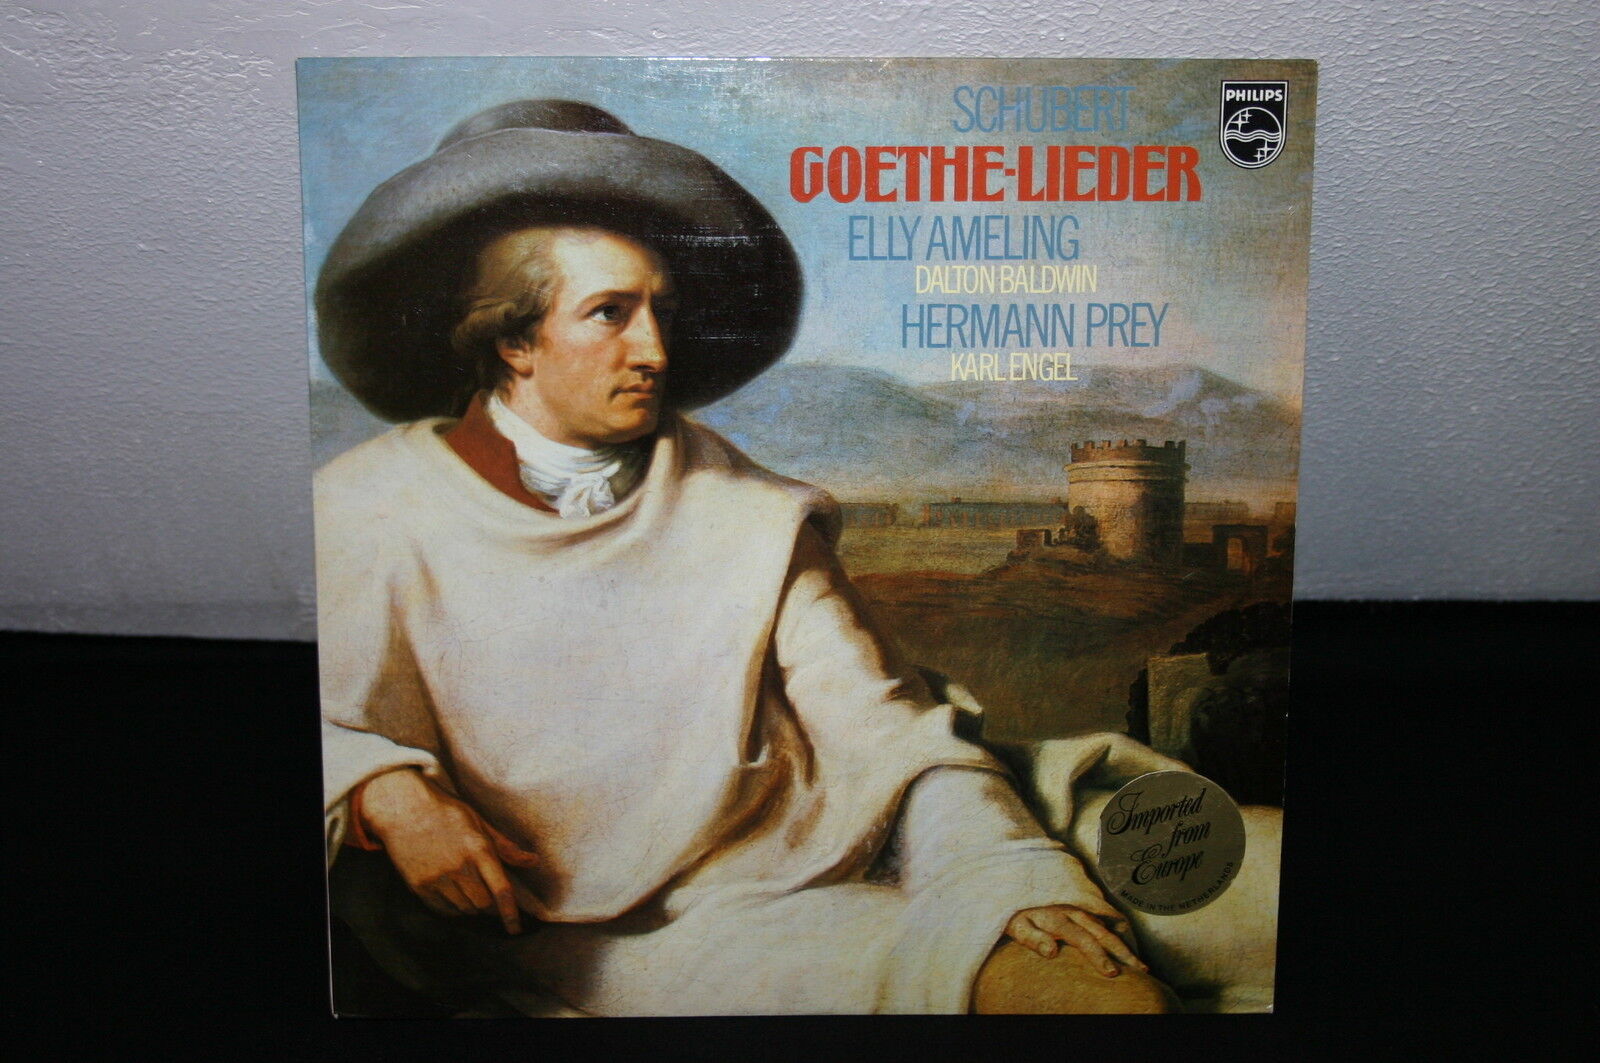 SCHUBERT
PHILIPS
GOETHE-LIEDER
ELLY AMELING
DALTON BALDWIN
HERMANN PREY
KARL ENGEL
Imported
from
Europe
MADE IN THE NETHERLANDS